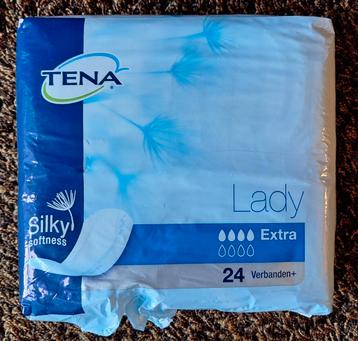 TENA
Lady
Silky
softness
Extra
24 Verbanden+